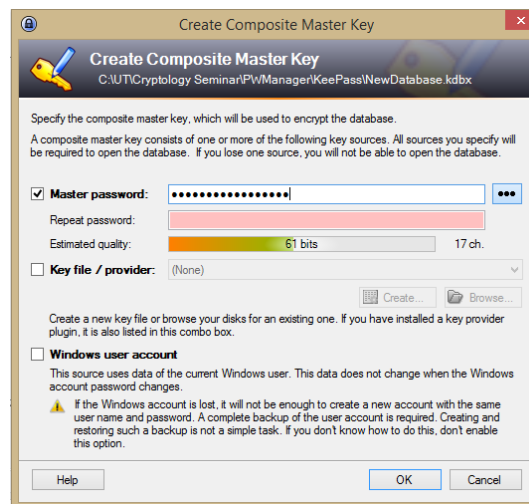 Create Composite Master Key
Create Composite Master Key
C:\UT\Cryptology Seminar\PWManager\KeePass\NewDatabase.kdbx
Specify the composite master key, which will be used to encrypt the database.
A composite master key consists of one or more of the following key sources. All sources you specify will
be required to open the database. If you lose one source, you will not be able to open the database.
Master password: •••••••••••••••••
Repeat password:
Estimated quality: 61 bits 17 ch.
Key file / provider: (None)
Create... Browse...
Create a new key file or browse your disks for an existing one. If you have installed a key provider
plugin, it is also listed in this combo box.
Windows user account
This source uses data of the current Windows user. This data does not change when the Windows
account password changes.
If the Windows account is lost, it will not be enough to create a new account with the same
user name and password. A complete backup of the user account is required. Creating and
restoring such a backup is not a simple task. If you don't know how to do this, don't enable
this option.
Help OK Cancel